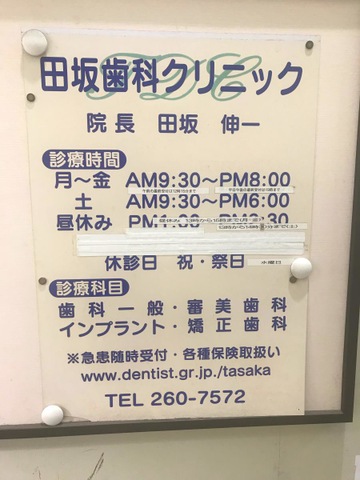 TDC
田坂歯科クリニック
院長 田坂 伸一
診療時間
月～金 AM9:30～PM8:00
土 AM9:30～PM6:00
昼休み
休診日 祝・祭日
診療科目
歯科一般・審美歯科
インプラント・矯正歯科
※急患随時受付・各種保険取扱い
www.dentist.gr.jp/tasaka
TEL 260-7572